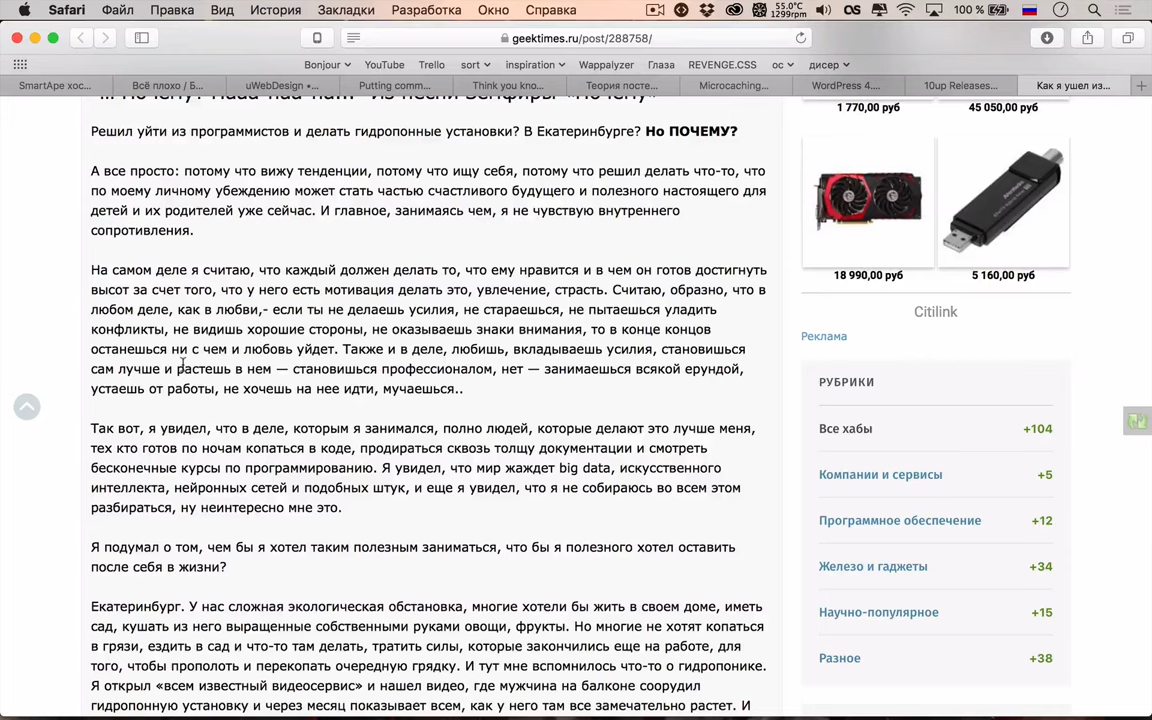 Safari Файл Правка Вид История Закладки Разработка Окно Справка 55.0°C 1299rpm 100 %
geektimes.ru/post/288758/
Bonjour YouTube Trello sort inspiration Wappalyzer Глаза REVENGE.CSS ос дисер
SmartApe хос... Всё плохо / Б... uWebDesign –... Putting comm... Think you kno... Теория посте... Microcaching... WordPress 4.... 10up Releases... Как я ушел из...
«... Почему? Паба-паб-пам!» Из песни Земфиры «Почему»
Решил уйти из программистов и делать гидропонные установки? В Екатеринбурге? Но ПОЧЕМУ?
А все просто: потому что вижу тенденции, потому что ищу себя, потому что решил делать что-то, что
по моему личному убеждению может стать частью счастливого будущего и полезного настоящего для
детей и их родителей уже сейчас. И главное, занимаясь чем, я не чувствую внутреннего
сопротивления.
На самом деле я считаю, что каждый должен делать то, что ему нравится и в чем он готов достигнуть
высот за счет того, что у него есть мотивация делать это, увлечение, страсть. Считаю, образно, что в
любом деле, как в любви,- если ты не делаешь усилия, не стараешься, не пытаешься уладить
конфликты, не видишь хорошие стороны, не оказываешь знаки внимания, то в конце концов
останешься ни с чем и любовь уйдет. Также и в деле, любишь, вкладываешь усилия, становишься
сам лучше и растешь в нем — становишься профессионалом, нет — занимаешься всякой ерундой,
устаешь от работы, не хочешь на нее идти, мучаешься..
Так вот, я увидел, что в деле, которым я занимался, полно людей, которые делают это лучше меня,
тех кто готов по ночам копаться в коде, продираться сквозь толщу документации и смотреть
бесконечные курсы по программированию. Я увидел, что мир жаждет big data, искусственного
интеллекта, нейронных сетей и подобных штук, и еще я увидел, что я не собираюсь во всем этом
разбираться, ну неинтересно мне это.
Я подумал о том, чем бы я хотел таким полезным заниматься, что бы я полезного хотел оставить
после себя в жизни?
Екатеринбург. У нас сложная экологическая обстановка, многие хотели бы жить в своем доме, иметь
сад, кушать из него выращенные собственными руками овощи, фрукты. Но многие не хотят копаться
в грязи, ездить в сад и что-то там делать, тратить силы, которые закончились еще на работе, для
того, чтобы прополоть и перекопать очередную грядку. И тут мне вспомнилось что-то о гидропонике.
Я открыл «всем известный видеосервис» и нашел видео, где мужчина на балконе соорудил
гидропонную установку и через месяц показывает всем, как у него там все замечательно растет. И
1 770,00 руб 45 050,00 руб
18 990,00 руб 5 160,00 руб
Citilink
Реклама
РУБРИКИ
Все хабы +104
Компании и сервисы +5
Программное обеспечение +12
Железо и гаджеты +34
Научно-популярное +15
Разное +38